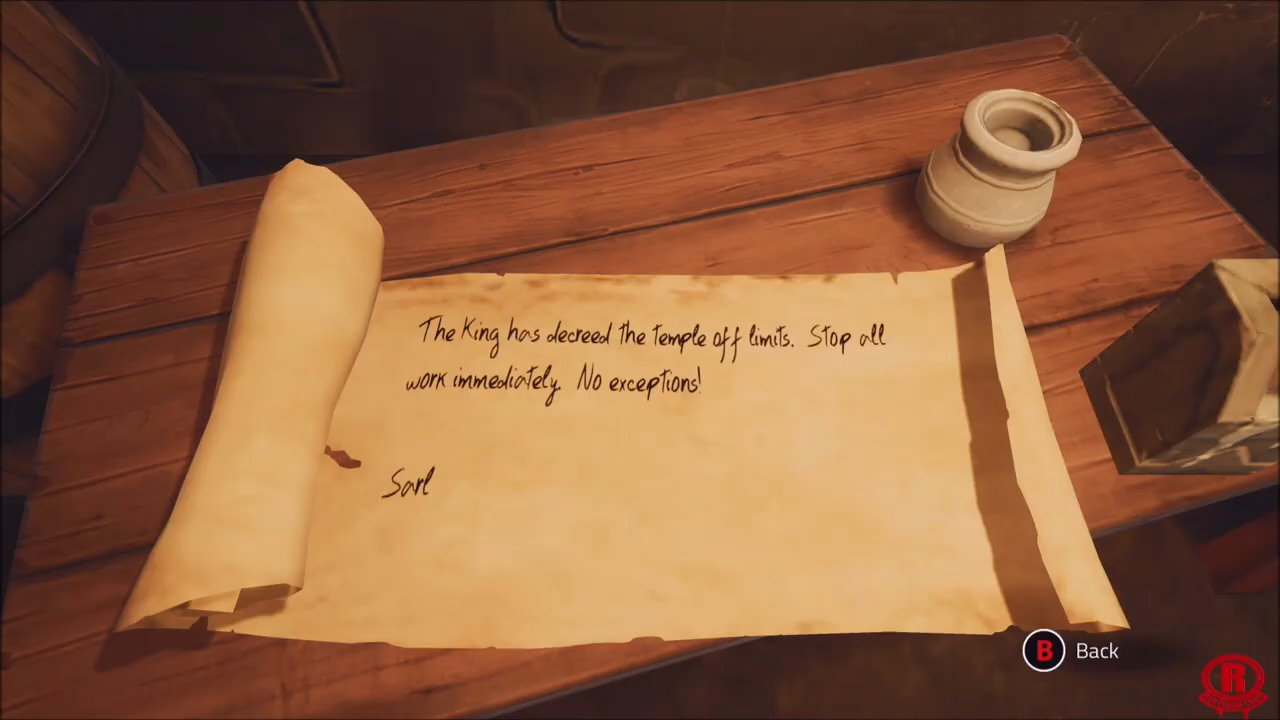 The King has decreed the temple off limits. Stop all
work immediately. No exceptions!
Sarl
B Back
R